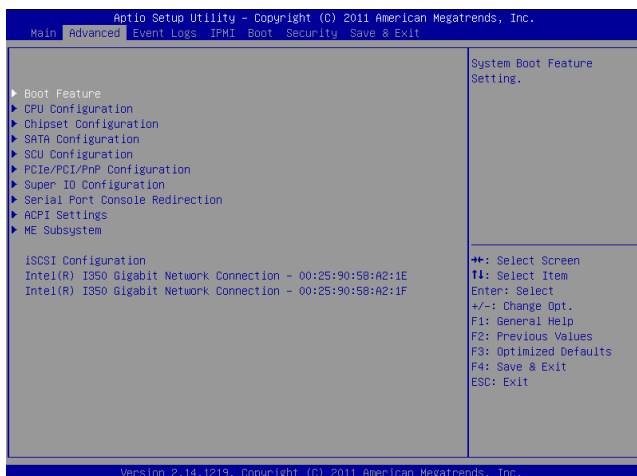 Aptio Setup Utility – Copyright (C) 2011 American Megatrends, Inc.
Main Advanced Event Logs IPMI Boot Security Save & Exit
System Boot Feature
Setting.
Boot Feature
CPU Configuration
Chipset Configuration
SATA Configuration
SCU Configuration
PCIe/PCI/PnP Configuration
Super IO Configuration
Serial Port Console Redirection
ACPI Settings
ME Subsystem
iSCSI Configuration
Intel(R) I350 Gigabit Network Connection – 00:25:90:58:A2:1E
Intel(R) I350 Gigabit Network Connection – 00:25:90:58:A2:1F
→←: Select Screen
↑↓: Select Item
Enter: Select
+/-: Change Opt.
F1: General Help
F2: Previous Values
F3: Optimized Defaults
F4: Save & Exit
ESC: Exit
Version 2.14.1219. Copyright (C) 2011 American Megatrends, Inc.